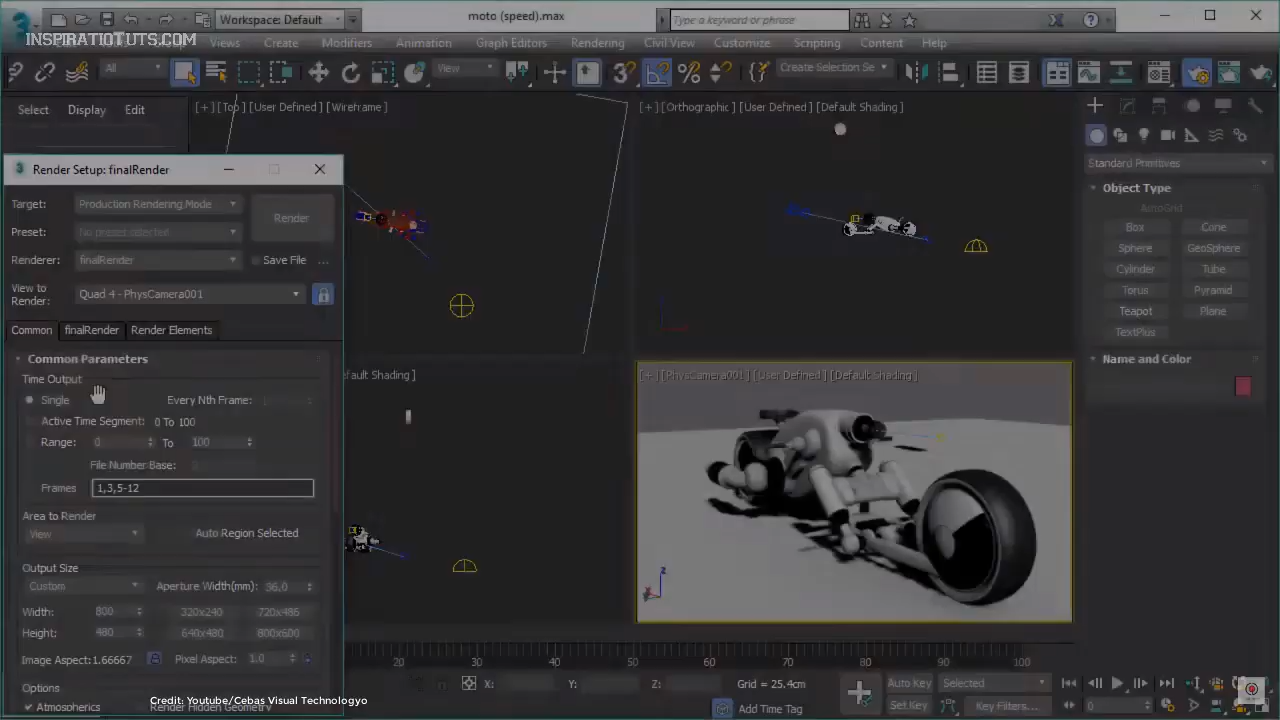 Workspace: Default
moto (speed).max
Type a keyword or phrase
INSPIRATIONTUTS.COM
Views Create Modifiers Animation Graph Editors Rendering Civil View Customize Scripting Content Help
All
View
Create Selection Se
Select Display Edit
[+] [Top] [User Defined] [Wireframe]
[+] [Orthographic] [User Defined] [Default Shading]
Standard Primitives
Object Type
AutoGrid
Box Cone
Sphere GeoSphere
Cylinder Tube
Torus Pyramid
Teapot Plane
TextPlus
Name and Color
Render Setup: finalRender
Target: Production Rendering Mode
Render
Preset: No preset selected
Renderer: finalRender
Save File ...
View to Render: Quad 4 - PhysCamera001
Common finalRender Render Elements
Common Parameters
Time Output
Single Every Nth Frame: 1
Active Time Segment: 0 To 100
Range: 0 To 100
File Number Base: 0
Frames 1,3,5-12
Area to Render
View
Auto Region Selected
Output Size
Custom
Aperture Width(mm): 36,0
Width: 800 320x240 720x486
Height: 480 640x480 800x600
Image Aspect: 1.66667 Pixel Aspect: 1.0
Options
Atmospherics Render Hidden Geometry
efault Shading ]
[+] [PhysCamera001] [User Defined] [Default Shading]
z
x
20 30 40 50 60 70 80 90 100
X: Y: Z: Grid = 25.4cm
Add Time Tag
Auto Key Selected
Set Key Key Filters...
0
Credit: Youtube/Cebas Visual Technologyo